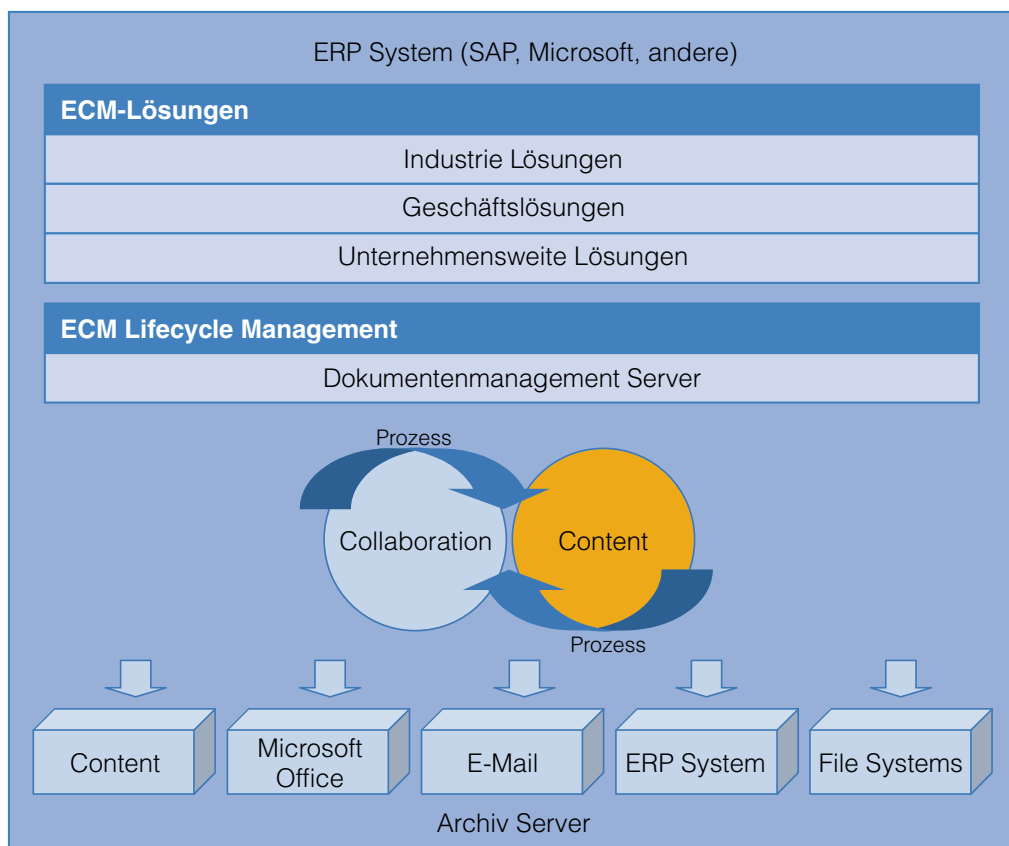 ERP System (SAP, Microsoft, andere)
ECM-Lösungen
Industrie Lösungen
Geschäftslösungen
Unternehmensweite Lösungen
ECM Lifecycle Management
Dokumentenmanagement Server
Prozess
Collaboration
Content
Prozess
Content
Microsoft
Office
E-Mail
ERP System
File Systems
Archiv Server